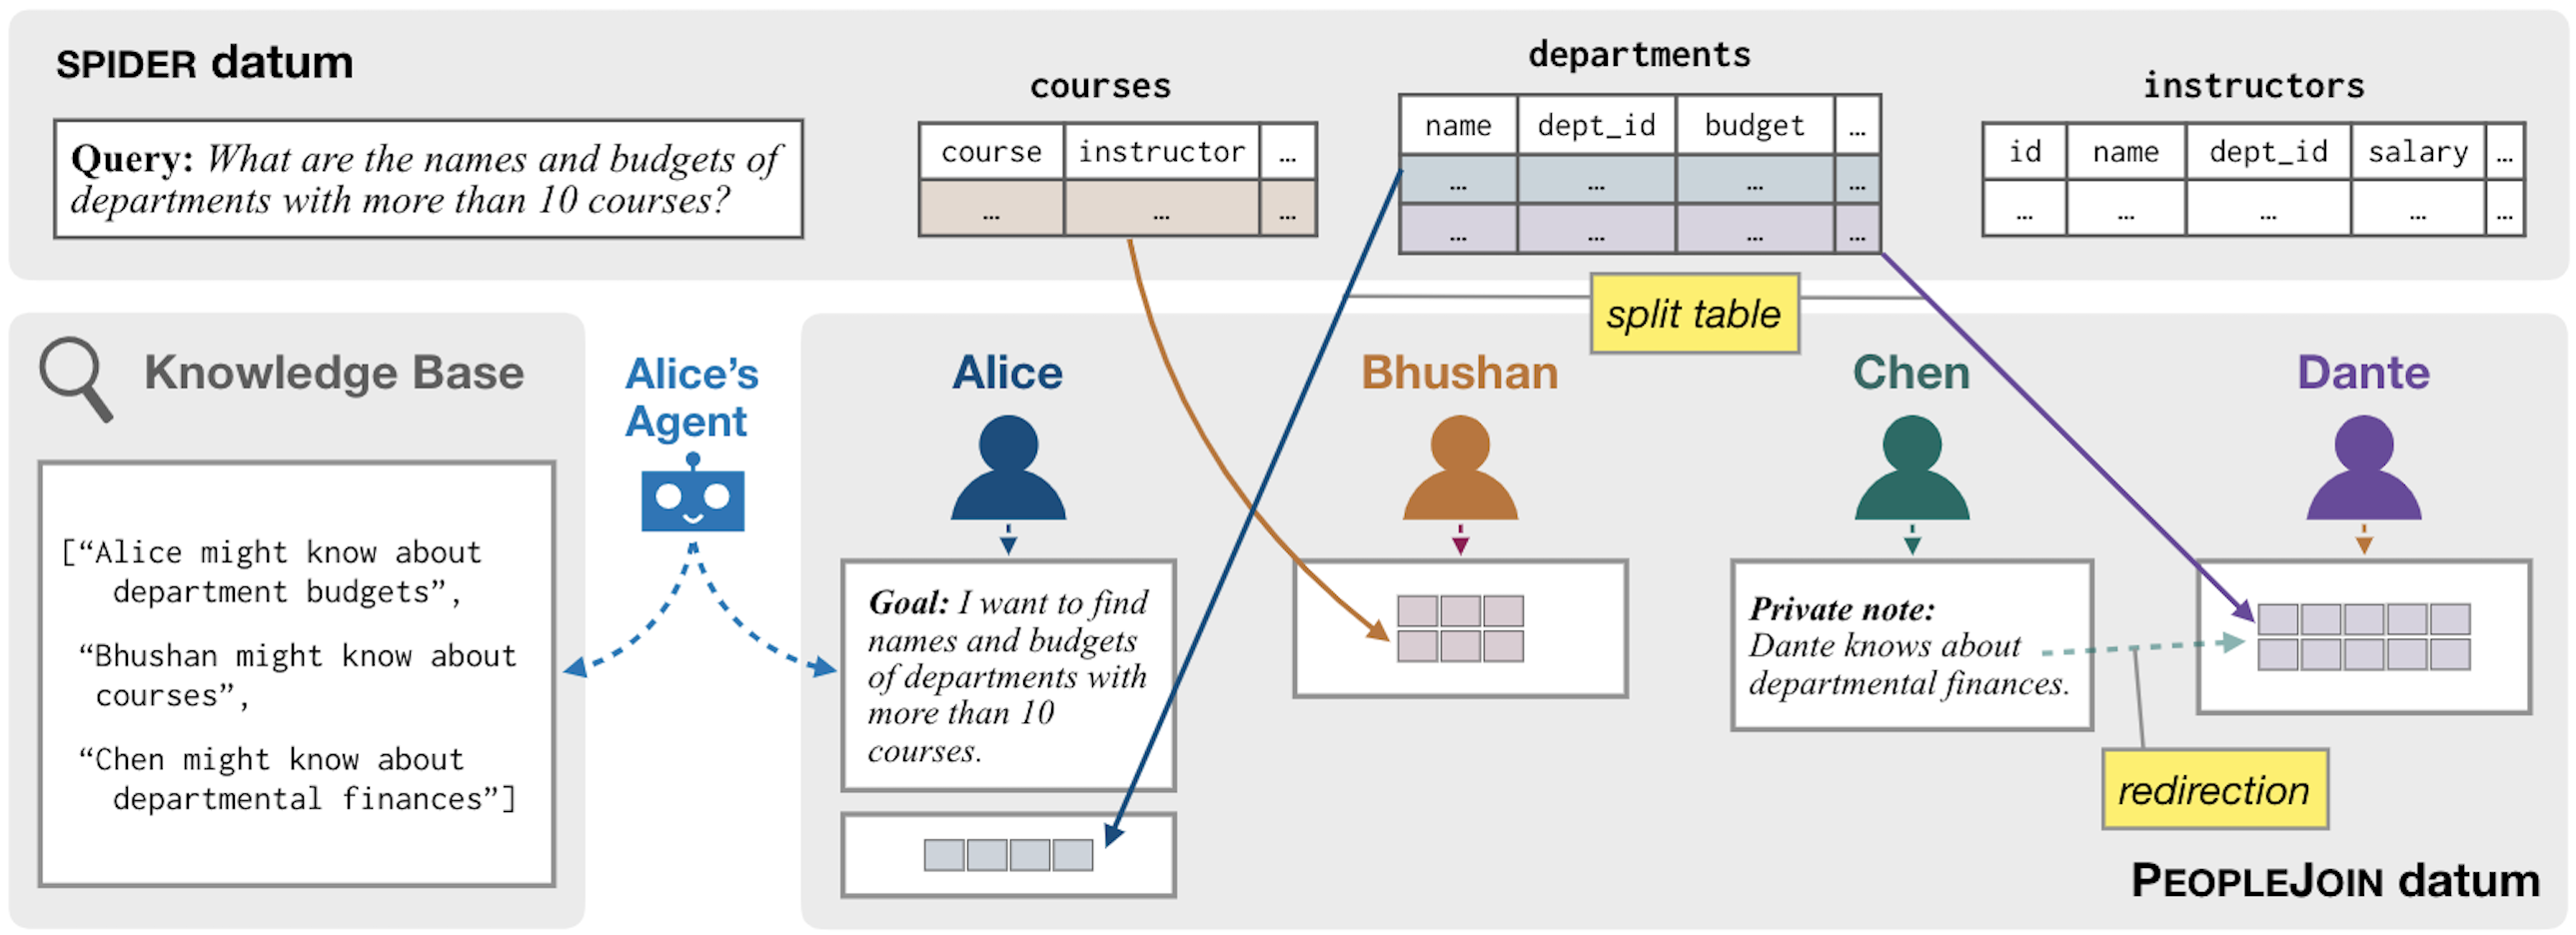 SPIDER datum
Query: What are the names and budgets of
departments with more than 10 courses?
courses
course instructor …
… … …
departments
name dept_id budget …
… … … …
… … … …
instructors
id name dept_id salary …
… … … … …
split table
Knowledge Base
[“Alice might know about
department budgets”,
“Bhushan might know about
courses”,
“Chen might know about
departmental finances”]
Alice’s
Agent
Alice
Goal: I want to find
names and budgets
of departments with
more than 10
courses.
Bhushan
Chen
Private note:
Dante knows about
departmental finances.
Dante
redirection
PEOPLEJOIN datum